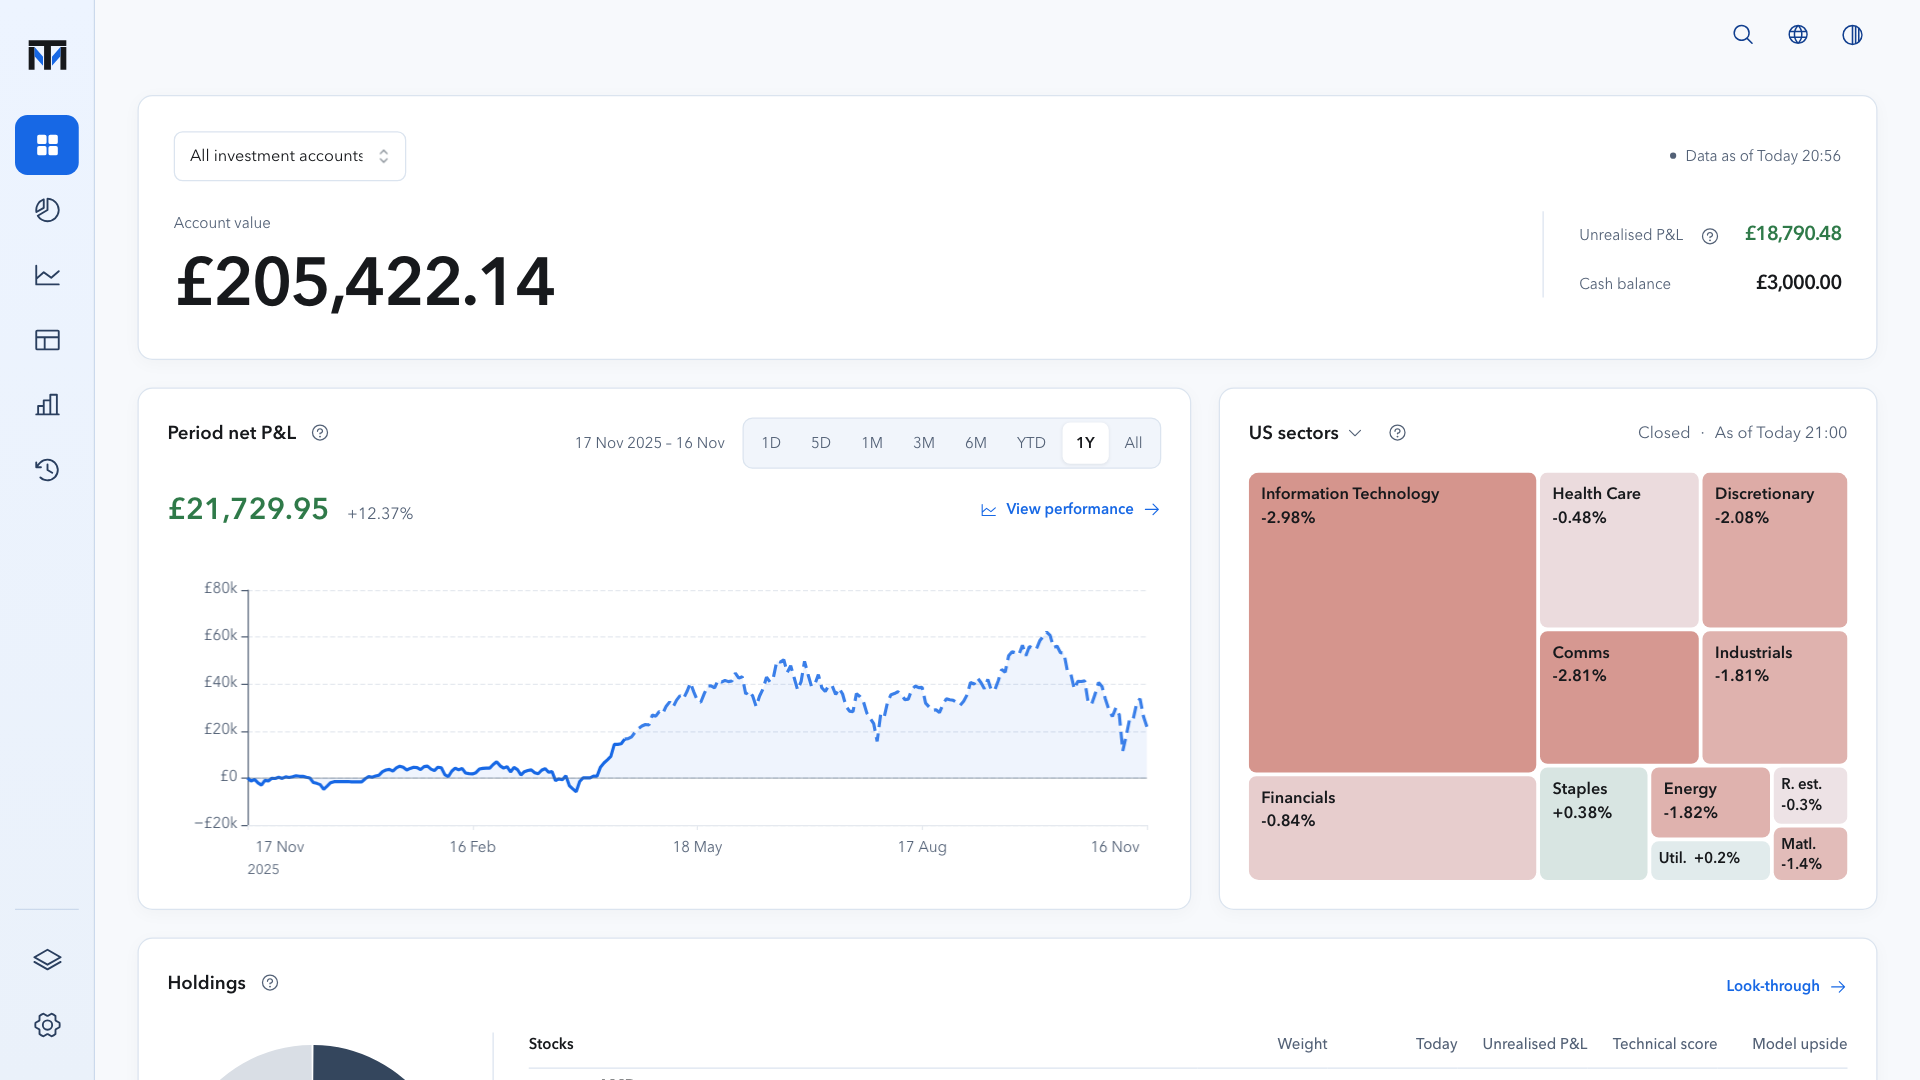 All investment accounts
Data as of Today 20:56
Account value
£205,422.14
Unrealised P&L £18,790.48
Cash balance £3,000.00
Period net P&L
17 Nov 2025 – 16 Nov
1D 5D 1M 3M 6M YTD 1Y All
£21,729.95 +12.37%
View performance
£80k
£60k
£40k
£20k
£0
−£20k
17 Nov 16 Feb 18 May 17 Aug 16 Nov
2025
US sectors
Closed · As of Today 21:00
Information Technology
-2.98%
Health Care
-0.48%
Discretionary
-2.08%
Comms
-2.81%
Industrials
-1.81%
Financials
-0.84%
Staples
+0.38%
Energy
-1.82%
R. est.
-0.3%
Util. +0.2%
Matl.
-1.4%
Holdings
Look-through
Stocks Weight Today Unrealised P&L Technical score Model upside